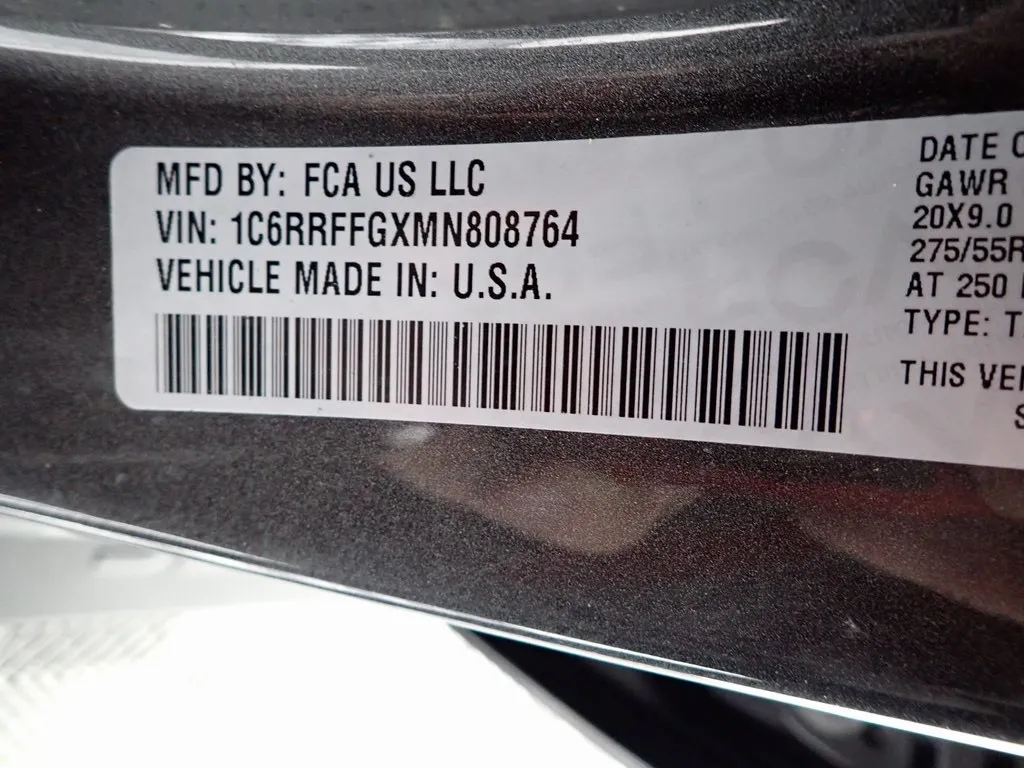 MFD BY: FCA US LLC
VIN: 1C6RRFFGXMN808764
VEHICLE MADE IN: U.S.A.
DATE
GAWR
20X9.0
275/55R
AT 250
TYPE: T
THIS VE
S